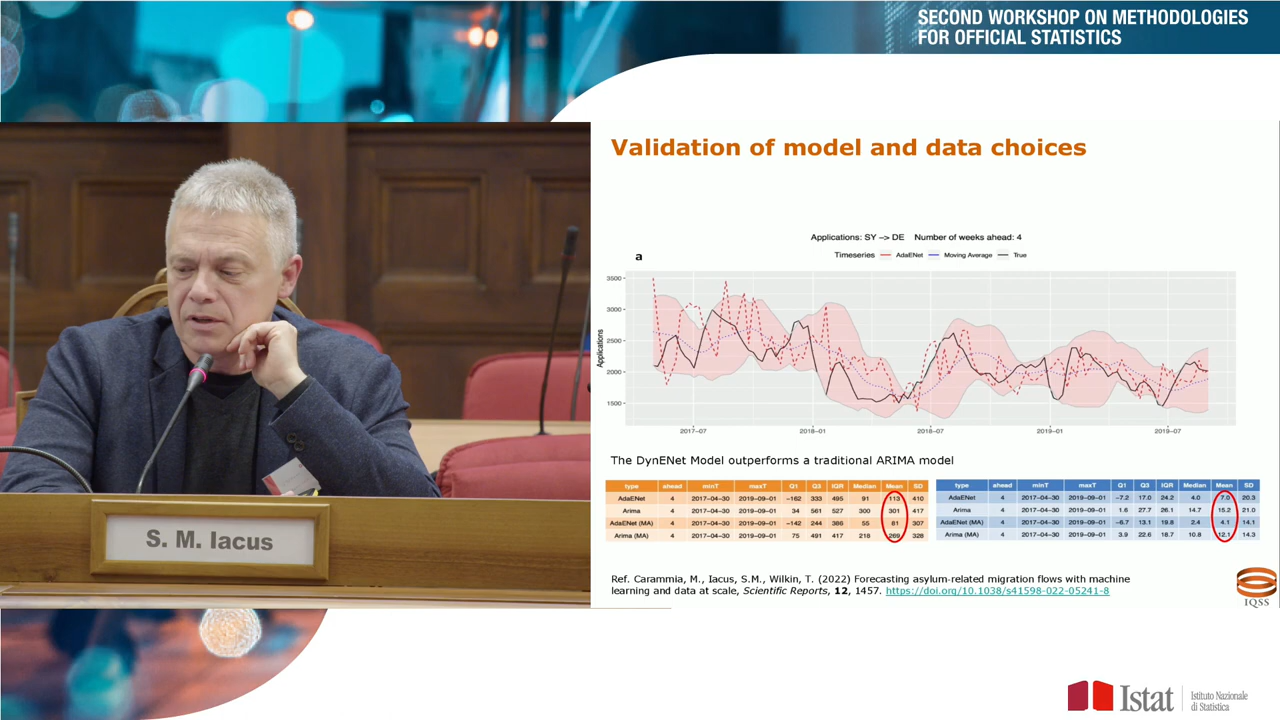 SECOND WORKSHOP ON METHODOLOGIES
FOR OFFICIAL STATISTICS
Validation of model and data choices
Applications: SY –> DE Number of weeks ahead: 4
a
Timeseries AdaENet Moving Average True
Applications
3500
3000
2500
2000
1500
2017–07 2018–01 2018–07 2019–01 2019–07
The DynENet Model outperforms a traditional ARIMA model
type ahead minT maxT Q1 Q3 IQR Median Mean SD
AdaENet 4 2017–04–30 2019–09–01 –162 333 495 91 113 410
Arima 4 2017–04–30 2019–09–01 34 561 527 300 301 417
AdaENet (MA) 4 2017–04–30 2019–09–01 –142 244 386 55 81 307
Arima (MA) 4 2017–04–30 2019–09–01 75 491 417 218 269 328
type ahead minT maxT Q1 Q3 IQR Median Mean SD
AdaENet 4 2017–04–30 2019–09–01 –7.2 17.0 24.2 4.0 7.0 20.3
Arima 4 2017–04–30 2019–09–01 1.6 27.7 26.1 14.7 15.2 21.0
AdaENet (MA) 4 2017–04–30 2019–09–01 –6.7 13.1 19.8 2.4 4.1 14.1
Arima (MA) 4 2017–04–30 2019–09–01 3.9 22.6 18.7 10.8 12.1 14.3
Ref. Carammia, M., Iacus, S.M., Wilkin, T. (2022) Forecasting asylum-related migration flows with machine
learning and data at scale, Scientific Reports, 12, 1457. https://doi.org/10.1038/s41598-022-05241-8
IQSS
S. M. Iacus
Istat
Istituto Nazionale
di Statistica